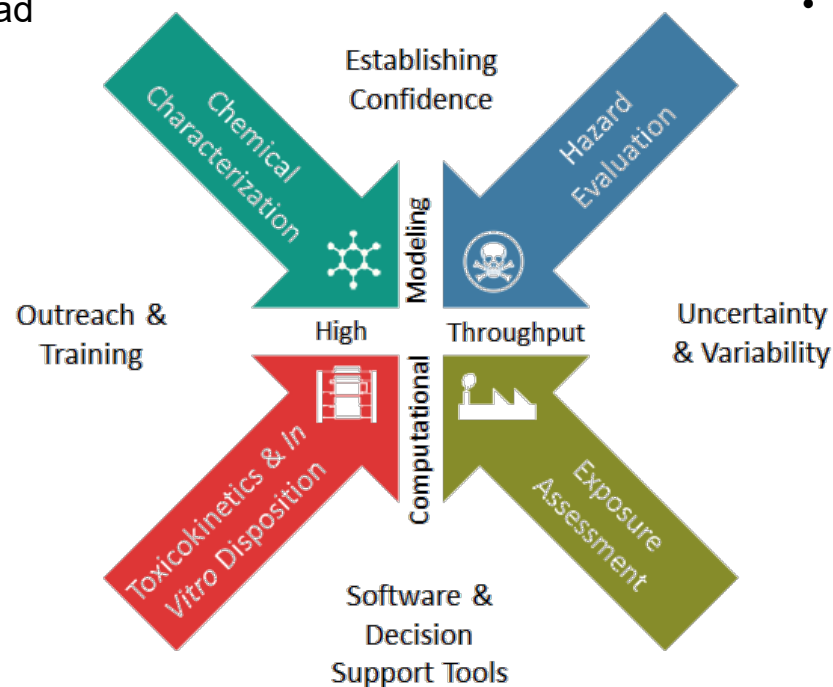 ad
•
Establishing
Confidence
Chemical
Characterization
Hazard
Evaluation
Modeling
Outreach &
Training
High
Throughput
Uncertainty
& Variability
Computational
Toxicokinetics & In
Vitro Disposition
Exposure
Assessment
Software &
Decision
Support Tools